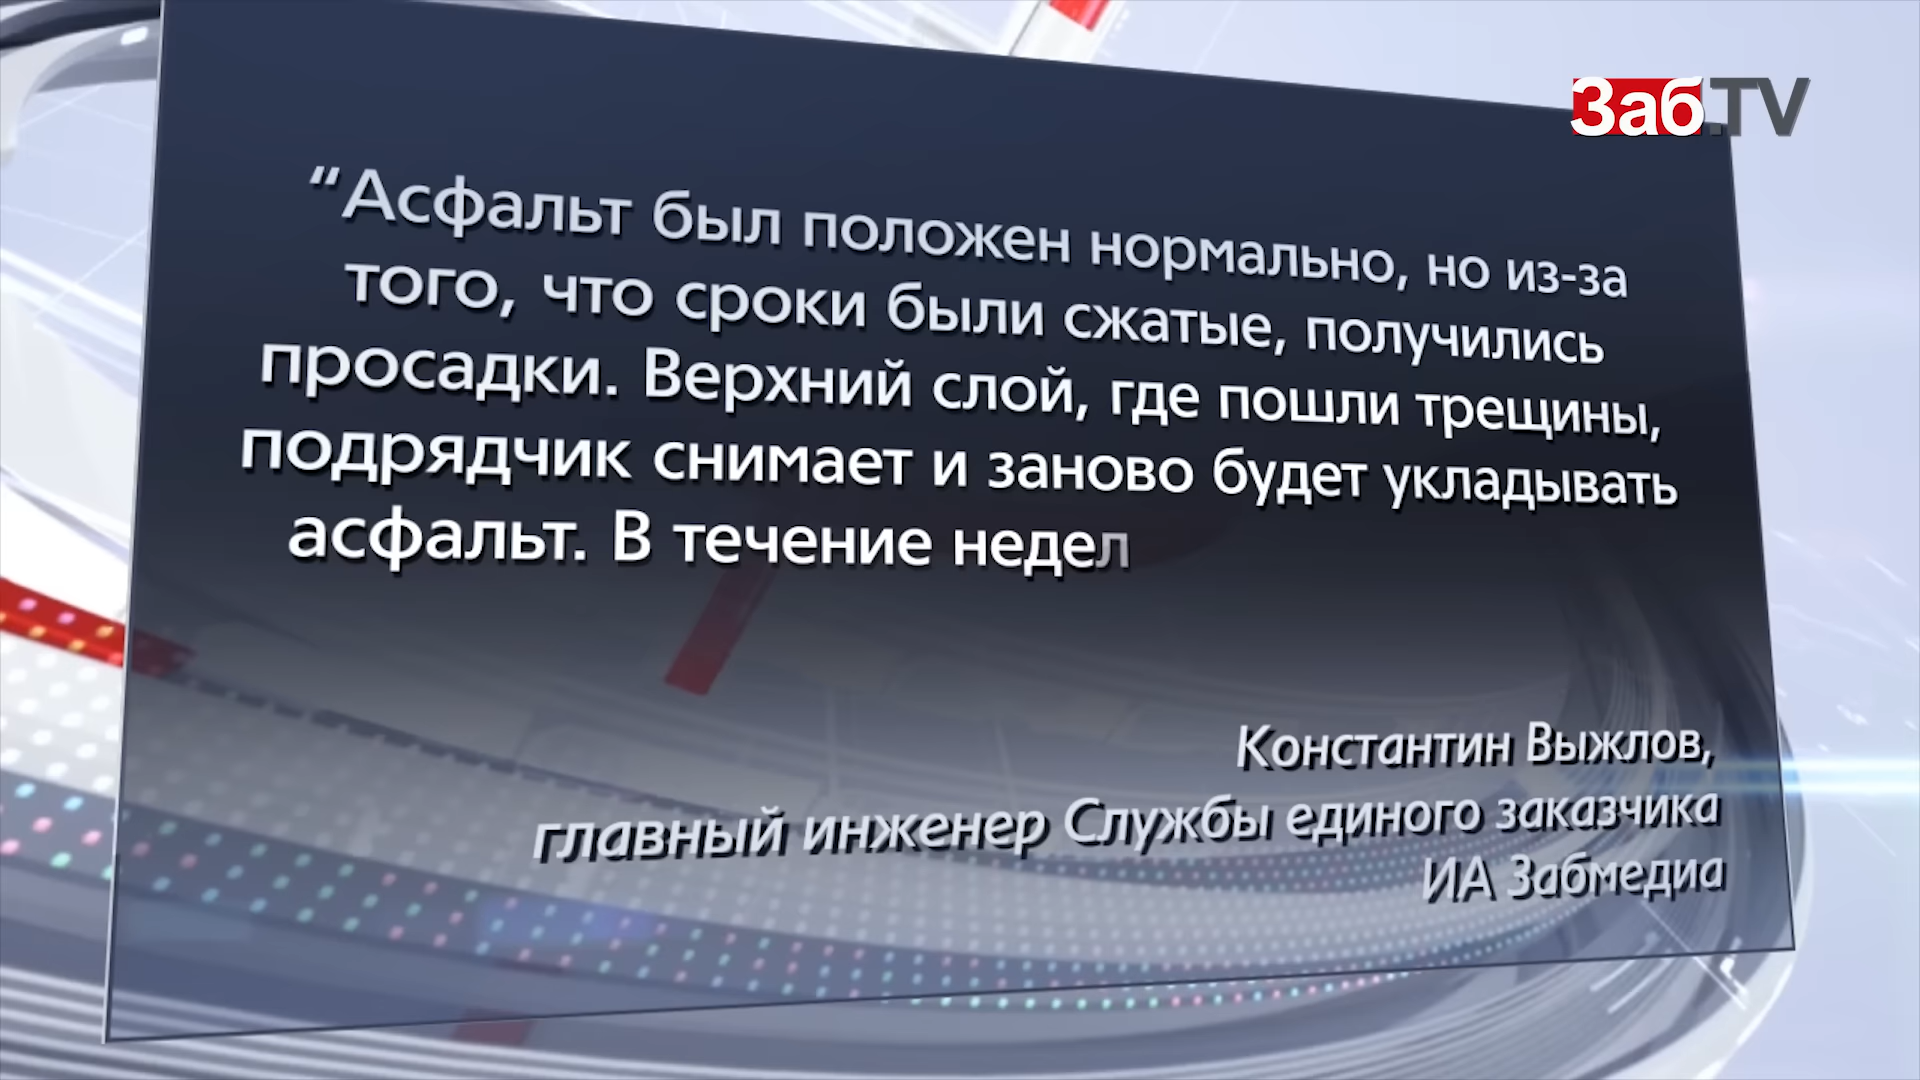 Заб.TV
“Асфальт был положен нормально, но из-за
того, что сроки были сжатые, получились
просадки. Верхний слой, где пошли трещины,
подрядчик снимает и заново будет укладывать
асфальт. В течение недел
Константин Выжлов,
главный инженер Службы единого заказчика
ИА Забмедиа